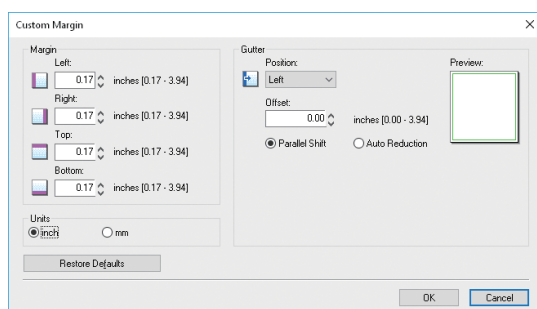 Custom Margin
Margin
Left:
0.17 inches [0.17 - 3.94]
Right:
0.17 inches [0.17 - 3.94]
Top:
0.17 inches [0.17 - 3.94]
Bottom:
0.17 inches [0.17 - 3.94]
Units
inch mm
Restore Defaults
Gutter
Position:
Left
Offset:
0.00 inches [0.00 - 3.94]
Parallel Shift Auto Reduction
Preview:
OK Cancel